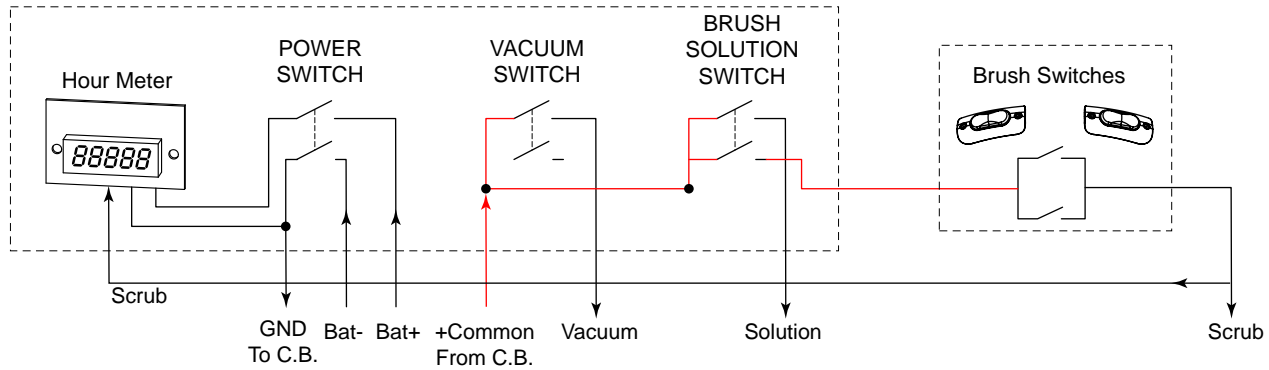 BRUSH
SOLUTION
SWITCH
POWER
SWITCH
VACUUM
SWITCH
Hour Meter
Brush Switches
88888
Scrub
GND
To C.B.
Bat-
Bat+
+Common
From C.B.
Vacuum
Solution
Scrub